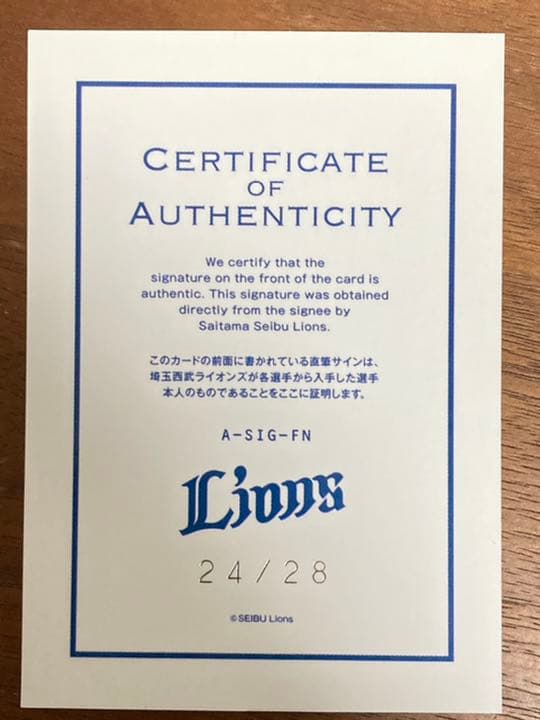 CERTIFICATE
OF
AUTHENTICITY
We certify that the
signature on the front of the card is
authentic. This signature was obtained
directly from the signee by
Saitama Seibu Lions.
このカードの前面に書かれている直筆サインは、
埼玉西武ライオンズが各選手から入手した選手
本人のものであることをここに証明します。
A-SIG-FN
Lions
24/28
©SEIBU Lions